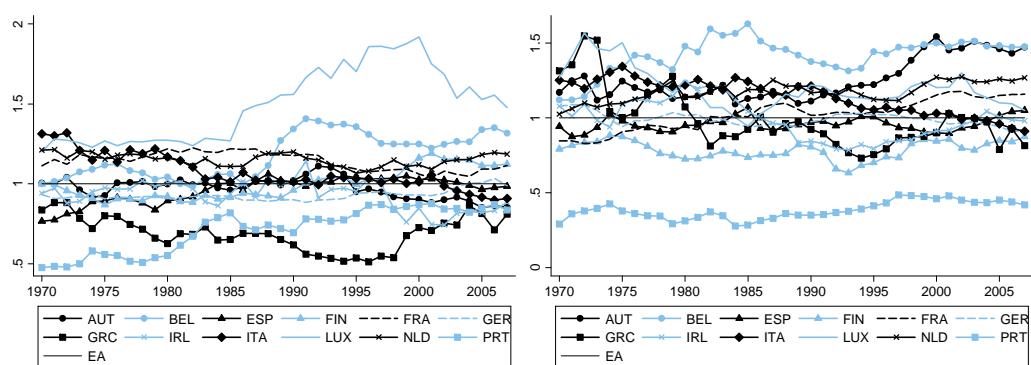 2
1.5
1
.5
1970 1975 1980 1985 1990 1995 2000 2005
AUT BEL ESP FIN FRA GER
GRC IRL ITA LUX NLD PRT
EA
1.5
1
.5
0
1970 1975 1980 1985 1990 1995 2000 2005
AUT BEL ESP FIN FRA GER
GRC IRL ITA LUX NLD PRT
EA